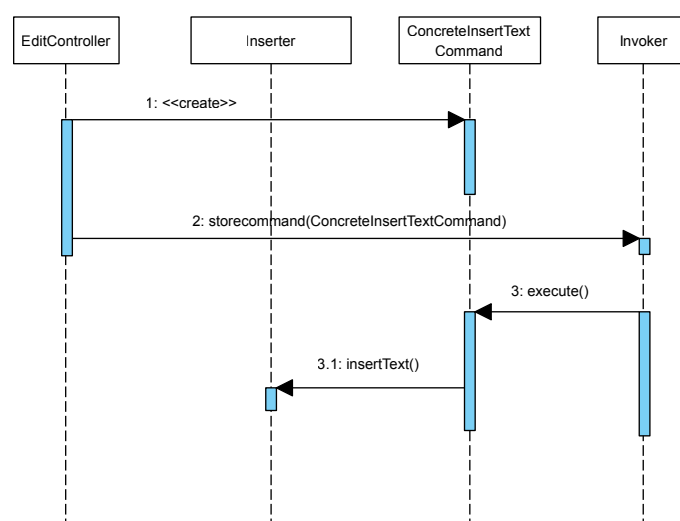 EditController
Inserter
ConcreteInsertText
Command
Invoker
1: <<create>>
2: storecommand(ConcreteInsertTextCommand)
3: execute()
3.1: insertText()